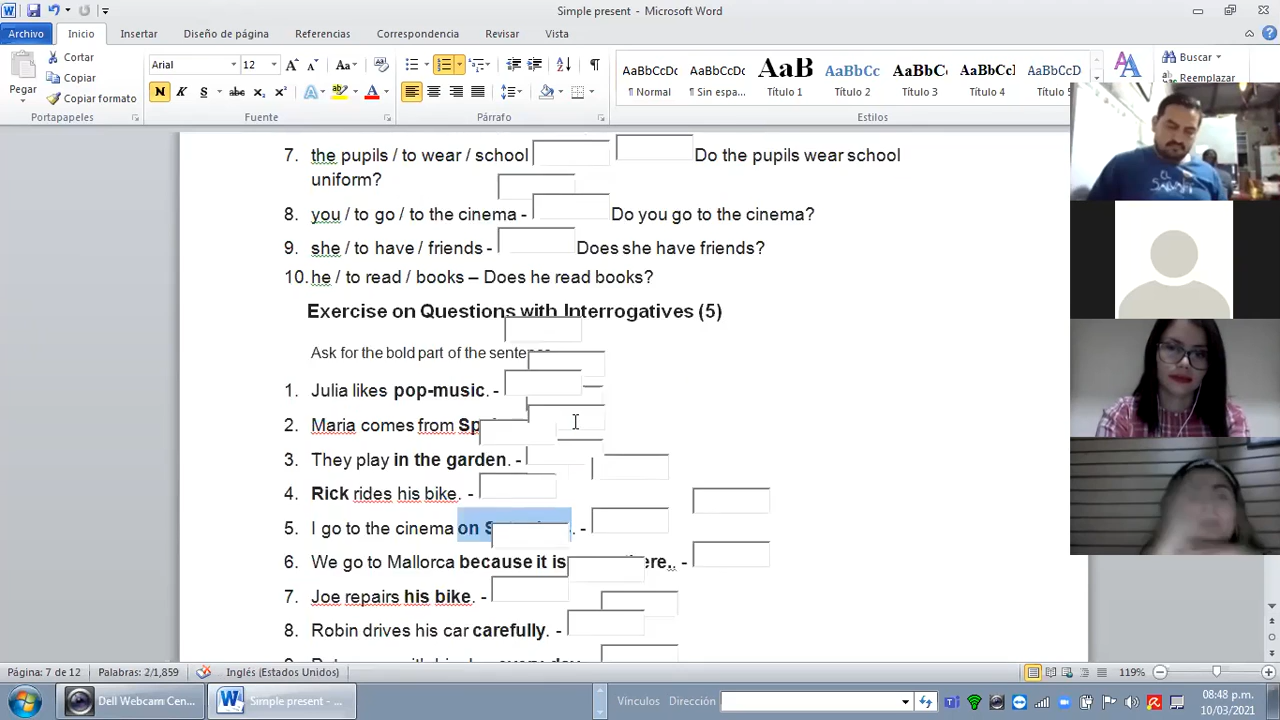 Simple present - Microsoft Word
Archivo Inicio Insertar Diseño de página Referencias Correspondencia Revisar Vista
Pegar
Cortar
Copiar
Copiar formato
Arial 12
AaBbCcDc AaBbCcDc AaB AaBbCc AaBbC AaBbCc AaBbCcD
¶ Normal ¶ Sin espa... Título 1 Título 2 Título 3 Título 4
Buscar
Reemplazar
Portapapeles Fuente Párrafo Estilos
7. the pupils / to wear / school Do the pupils wear school
uniform?
8. you / to go / to the cinema - Do you go to the cinema?
9. she / to have / friends - Does she have friends?
10. he / to read / books – Does he read books?
Exercise on Questions with Interrogatives (5)
Ask for the bold part of the sentence
1. Julia likes pop-music. -
2. Maria comes from
3. They play in the garden. -
4. Rick rides his bike. -
5. I go to the cinema on . -
6. We go to Mallorca because it is -
7. Joe repairs his bike. -
8. Robin drives his car carefully. -
Página: 7 de 12 Palabras: 2/1,859 Inglés (Estados Unidos) 119%
Dell Webcam Cen... Simple present - ... Vínculos Dirección 08:48 p.m.
10/03/2021